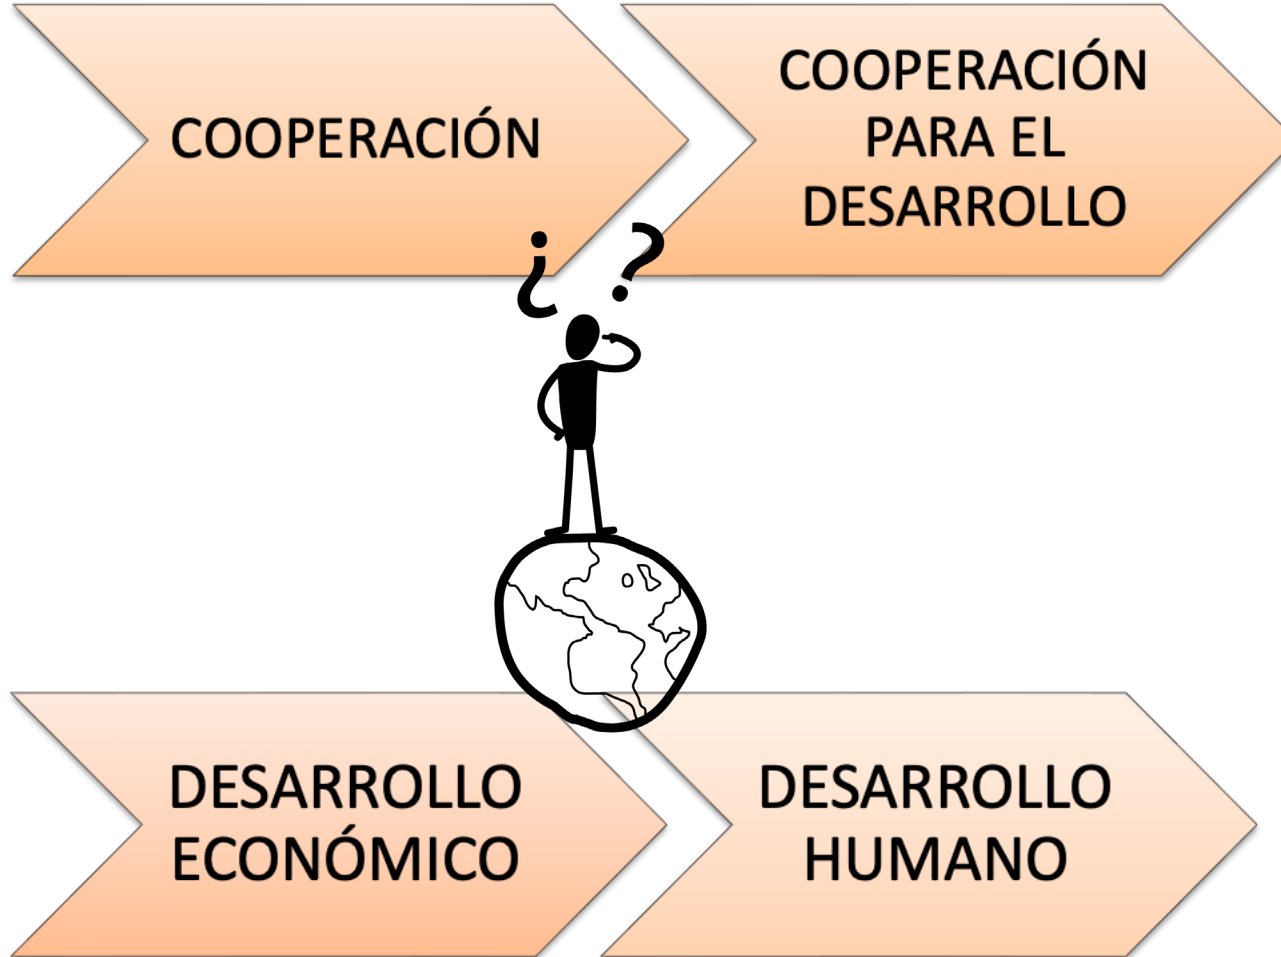 COOPERACIÓN
COOPERACIÓN
PARA EL
DESARROLLO
¿ ?
DESARROLLO
ECONÓMICO
DESARROLLO
HUMANO